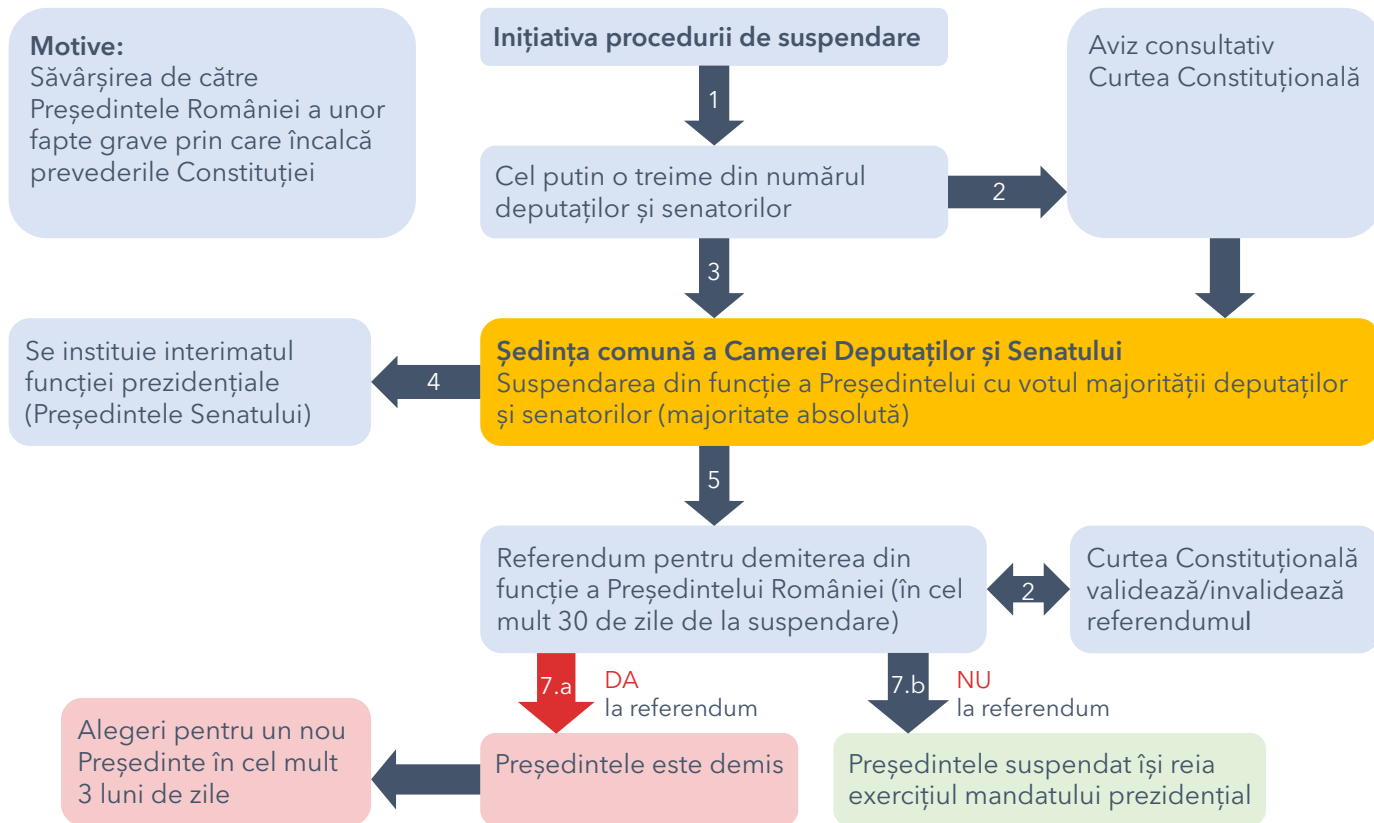 Motive:
Săvârșirea de către
Președintele României a unor
fapte grave prin care încalcă
prevederile Constituției
Inițiativa procedurii de suspendare
Aviz consultativ
Curtea Constituțională
1
Cel putin o treime din numărul
deputaților și senatorilor
2
3
Se instituie interimatul
funcției prezidențiale
(Președintele Senatului)
4
Ședința comună a Camerei Deputaților și Senatului
Suspendarea din funcție a Președintelui cu votul majorității deputaților
și senatorilor (majoritate absolută)
5
Referendum pentru demiterea din
funcție a Președintelui României (în cel
mult 30 de zile de la suspendare)
2
Curtea Constituțională
validează/invalidează
referendumul
7.a
DA
la referendum
7.b
NU
la referendum
Alegeri pentru un nou
Președinte în cel mult
3 luni de zile
Președintele este demis
Președintele suspendat își reia
exercițiul mandatului prezidențial